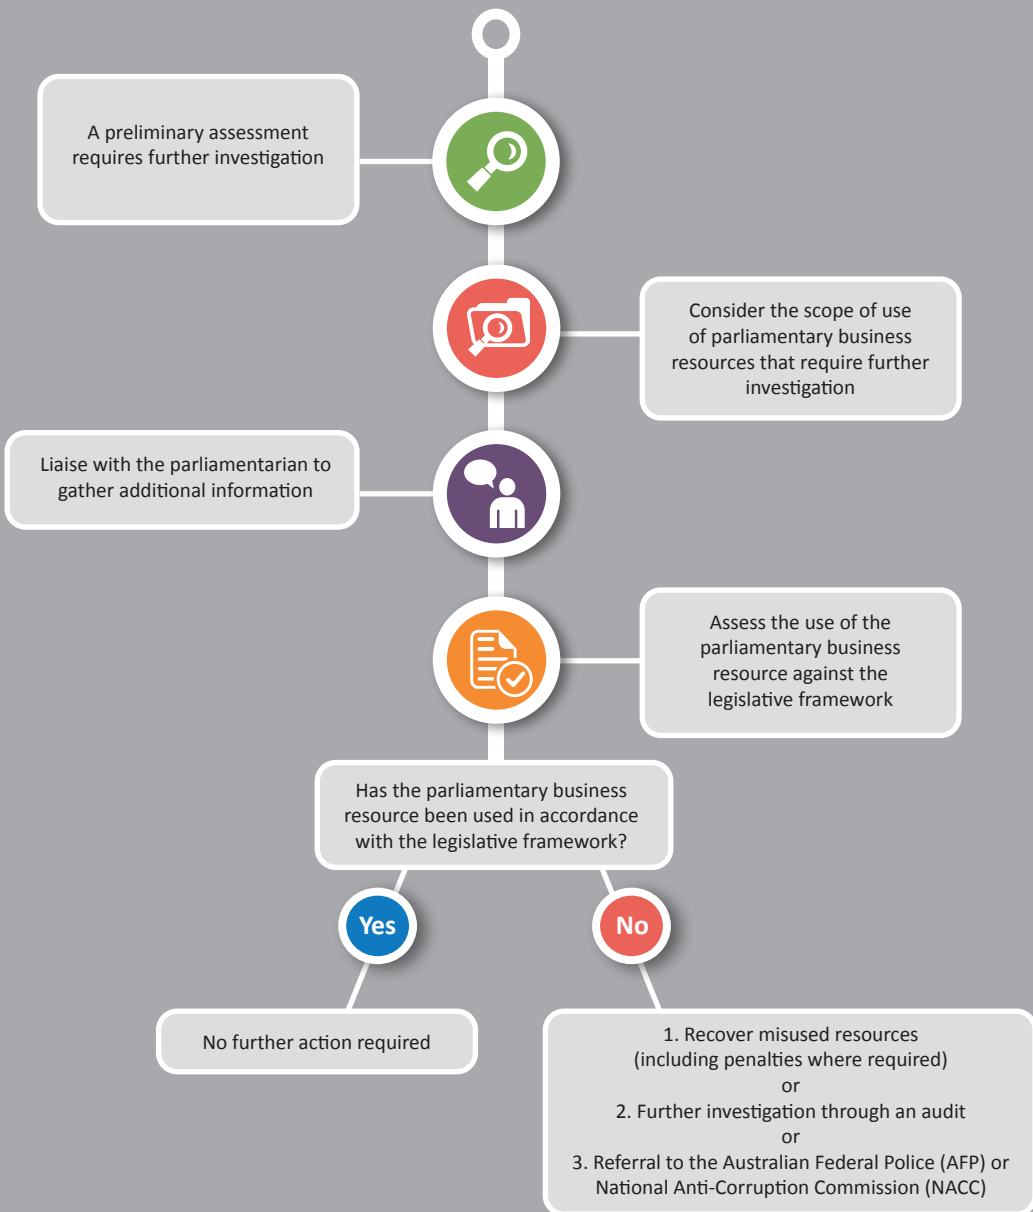 A preliminary assessment
requires further investigation
Consider the scope of use
of parliamentary business
resources that require further
investigation
Liaise with the parliamentarian to
gather additional information
Assess the use of the
parliamentary business
resource against the
legislative framework
Has the parliamentary business
resource been used in accordance
with the legislative framework?
Yes
No
No further action required
1. Recover misused resources
(including penalties where required)
or
2. Further investigation through an audit
or
3. Referral to the Australian Federal Police (AFP) or
National Anti-Corruption Commission (NACC)